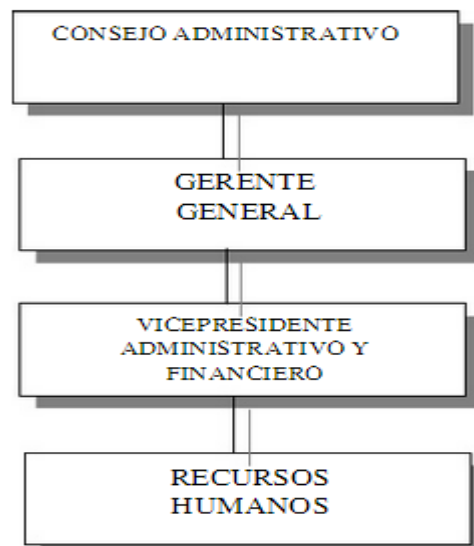 CONSEJO ADMINISTRATIVO
GERENTE
GENERAL
VICEPRESIDENTE
ADMINISTRATIVO Y
FINANCIERO
RECURSOS
HUMANOS